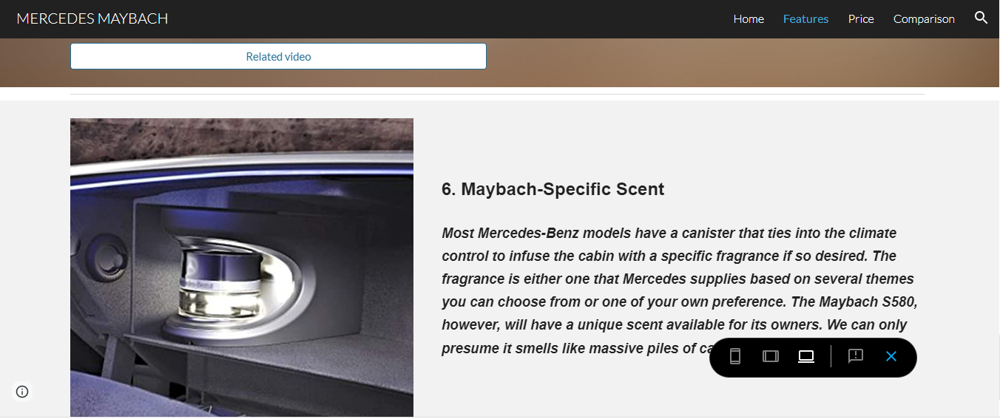 MERCEDES MAYBACH
Home Features Price Comparison
Related video
6. Maybach-Specific Scent
Most Mercedes-Benz models have a canister that ties into the climate
control to infuse the cabin with a specific fragrance if so desired. The
fragrance is either one that Mercedes supplies based on several themes
you can choose from or one of your own preference. The Maybach S580,
however, will have a unique scent available for its owners. We can only
presume it smells like massive piles of